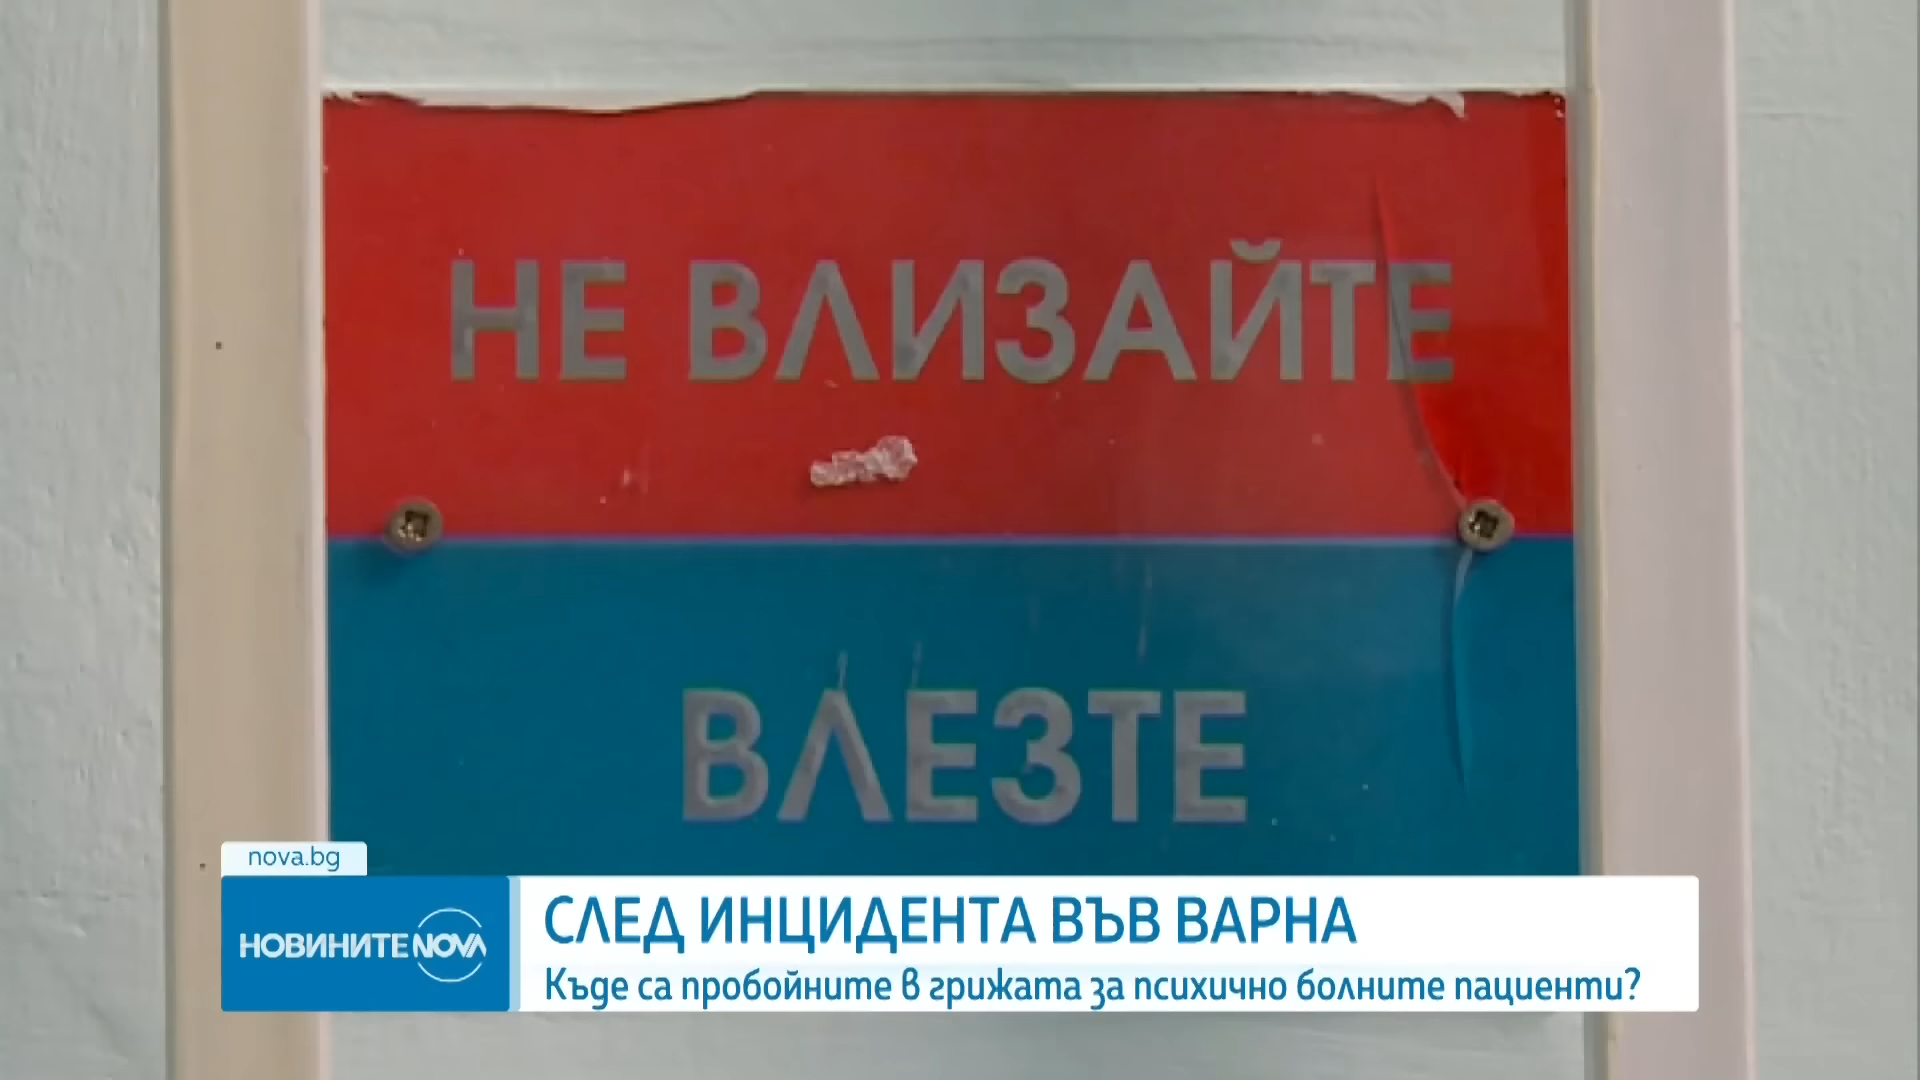 НЕ ВЛИЗАЙТЕ
ВЛЕЗТЕ
nova.bg
НОВИНИТЕ NOVA
СЛЕД ИНЦИДЕНТА ВЪВ ВАРНА
Къде са пробойните в грижата за психично болните пациенти?